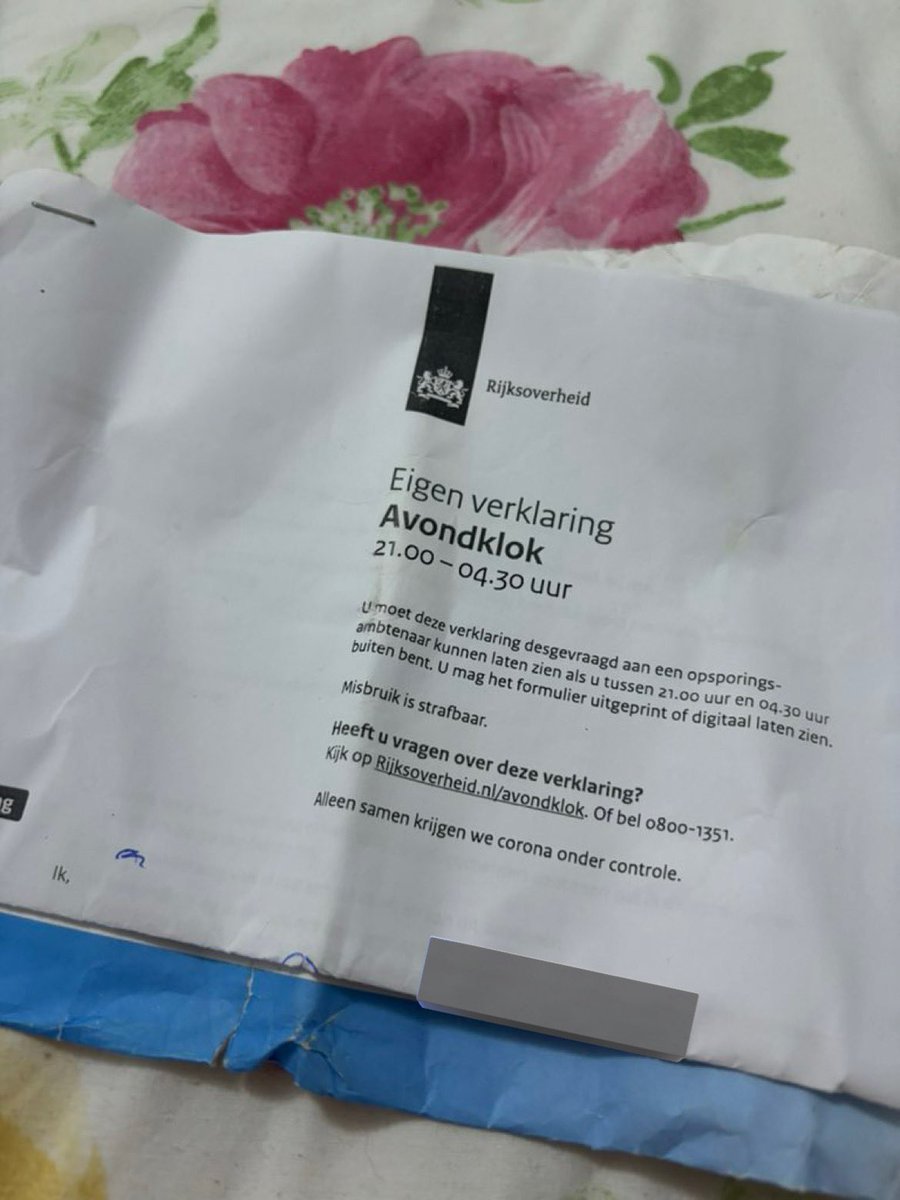 Rijksoverheid
Eigen verklaring
Avondklok
21.00 – 04.30 uur
U moet deze verklaring desgevraagd aan een opsporings-
ambtenaar kunnen laten zien als u tussen 21.00 uur en 04.30 uur
buiten bent. U mag het formulier uitgeprint of digitaal laten zien.
Misbruik is strafbaar.
Heeft u vragen over deze verklaring?
Kijk op Rijksoverheid.nl/avondklok. Of bel 0800-1351.
Alleen samen krijgen we corona onder controle.
Ik,